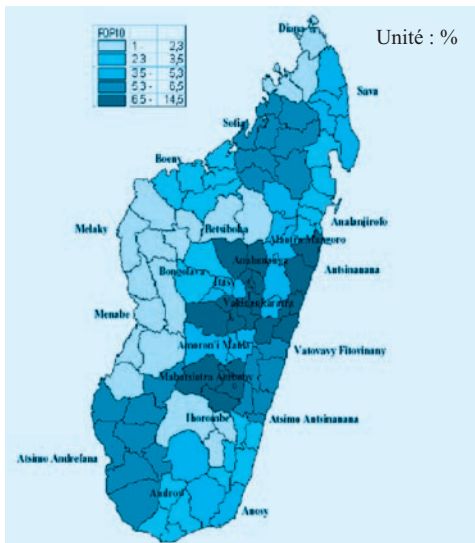 Unité : %
POP10
1 - 2,3
2.3 3,5
3.5 - 5,3
5.3 - 6,5
6.5 - 14,5
Diana
Sava
Sofia
Boeny
Melaky
Betsiboka
Analanjirofo
Alaotra Mangoro
Analamanga
Antsinanana
Bongolava
Itasy
Vakinankaratra
Menabe
Amaron'i Mania
Vatovavy Fitovinany
Mahatsiatra Ambony
Ihorombe
Atsimo Antsinanana
Atsimo Andrefana
Androy
Anosy